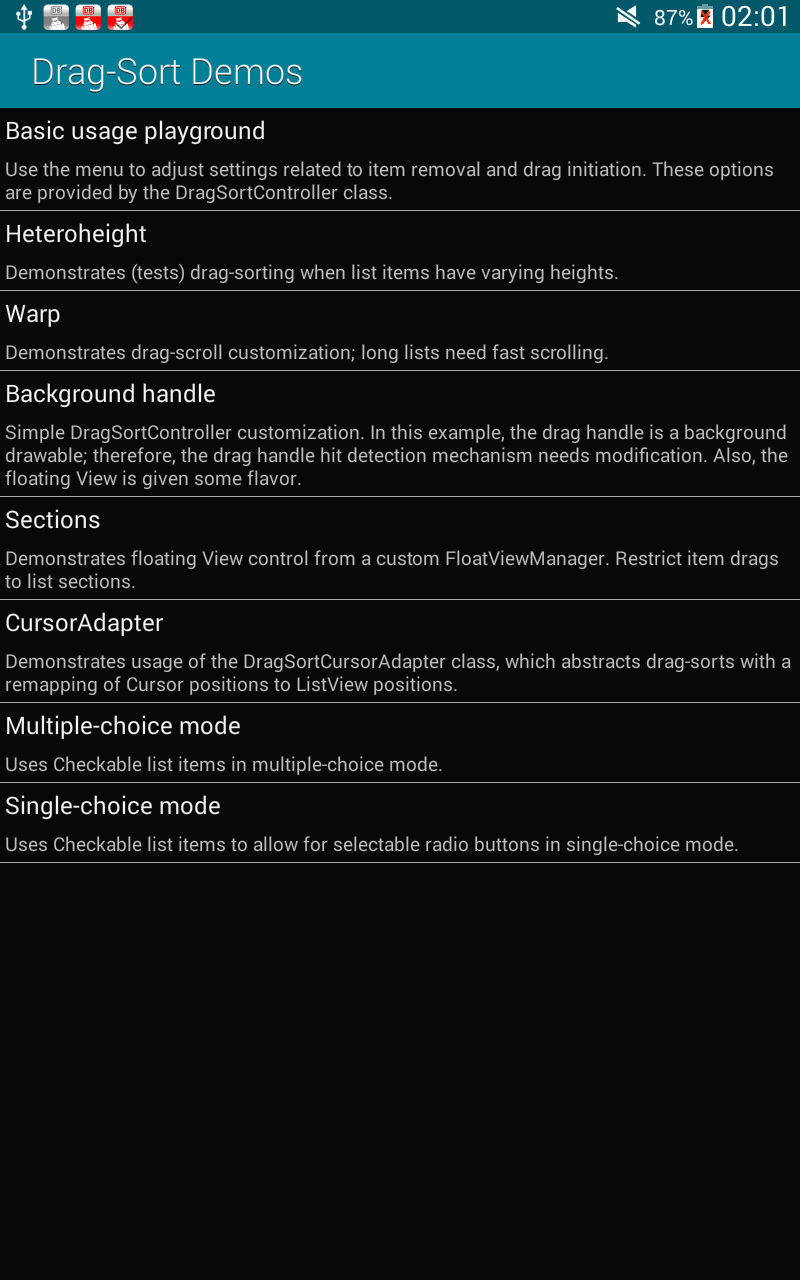 87% 02:01
Drag-Sort Demos
Basic usage playground
Use the menu to adjust settings related to item removal and drag initiation. These options
are provided by the DragSortController class.
Heteroheight
Demonstrates (tests) drag-sorting when list items have varying heights.
Warp
Demonstrates drag-scroll customization; long lists need fast scrolling.
Background handle
Simple DragSortController customization. In this example, the drag handle is a background
drawable; therefore, the drag handle hit detection mechanism needs modification. Also, the
floating View is given some flavor.
Sections
Demonstrates floating View control from a custom FloatViewManager. Restrict item drags
to list sections.
CursorAdapter
Demonstrates usage of the DragSortCursorAdapter class, which abstracts drag-sorts with a
remapping of Cursor positions to ListView positions.
Multiple-choice mode
Uses Checkable list items in multiple-choice mode.
Single-choice mode
Uses Checkable list items to allow for selectable radio buttons in single-choice mode.